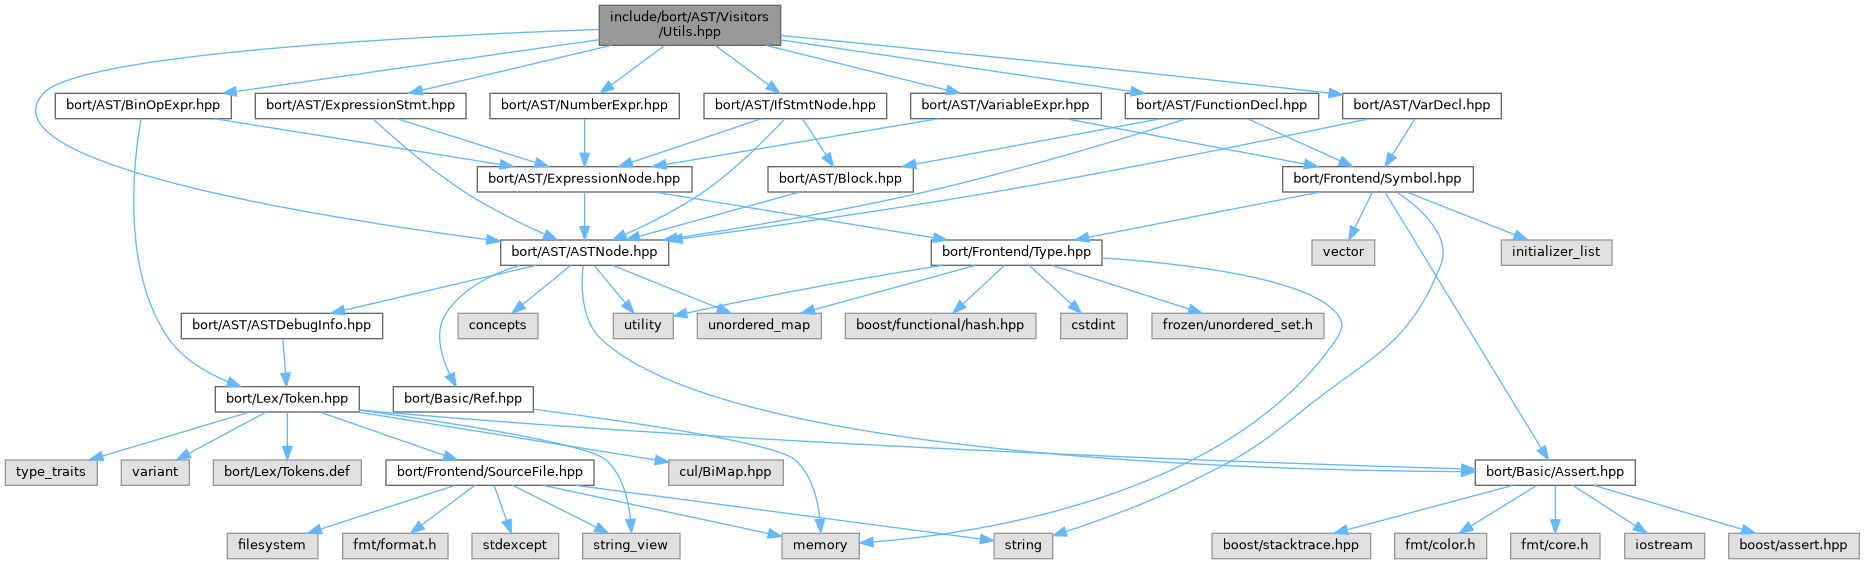 include/bort/AST/Visitors
/Utils.hpp
bort/AST/BinOpExpr.hpp
bort/AST/ExpressionStmt.hpp
bort/AST/NumberExpr.hpp
bort/AST/IfStmtNode.hpp
bort/AST/VariableExpr.hpp
bort/AST/FunctionDecl.hpp
bort/AST/VarDecl.hpp
bort/AST/ExpressionNode.hpp
bort/AST/Block.hpp
bort/Frontend/Symbol.hpp
bort/AST/ASTNode.hpp
bort/Frontend/Type.hpp
vector
initializer_list
bort/AST/ASTDebugInfo.hpp
concepts
utility
unordered_map
boost/functional/hash.hpp
cstdint
frozen/unordered_set.h
bort/Lex/Token.hpp
bort/Basic/Ref.hpp
type_traits
variant
bort/Lex/Tokens.def
bort/Frontend/SourceFile.hpp
cul/BiMap.hpp
bort/Basic/Assert.hpp
filesystem
fmt/format.h
stdexcept
string_view
memory
string
boost/stacktrace.hpp
fmt/color.h
fmt/core.h
iostream
boost/assert.hpp